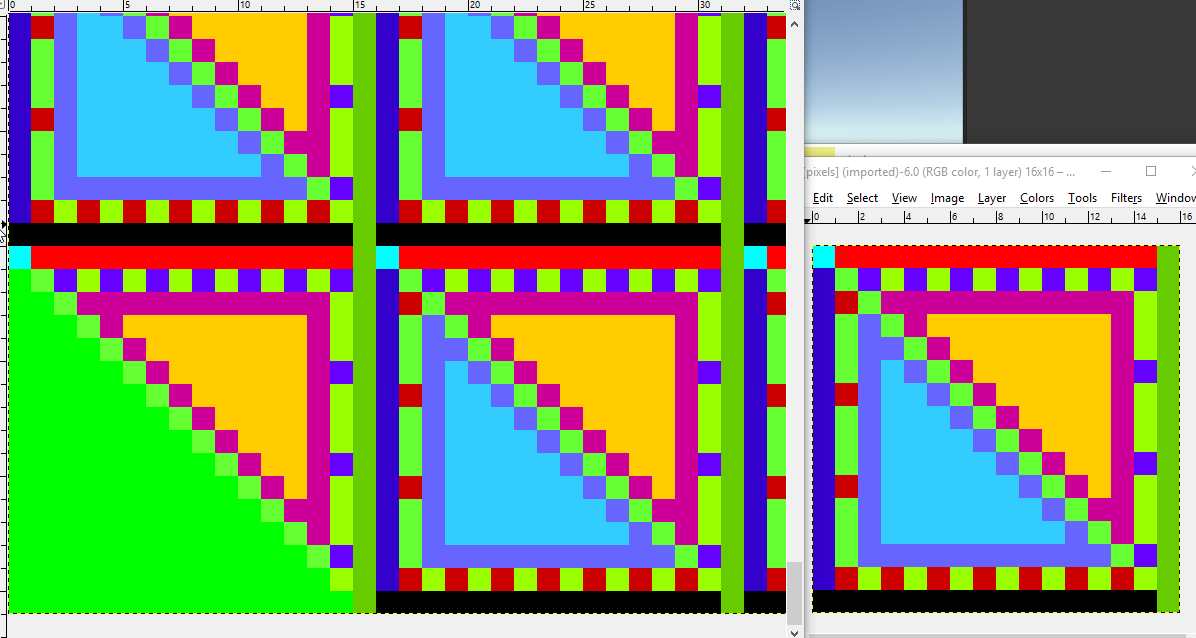 0 5 10 15 20 25 30
[pixels] (imported)-6.0 (RGB color, 1 layer) 16x16 – ...
Edit Select View Image Layer Colors Tools Filters Window
0 2 4 6 8 10 12 14 16